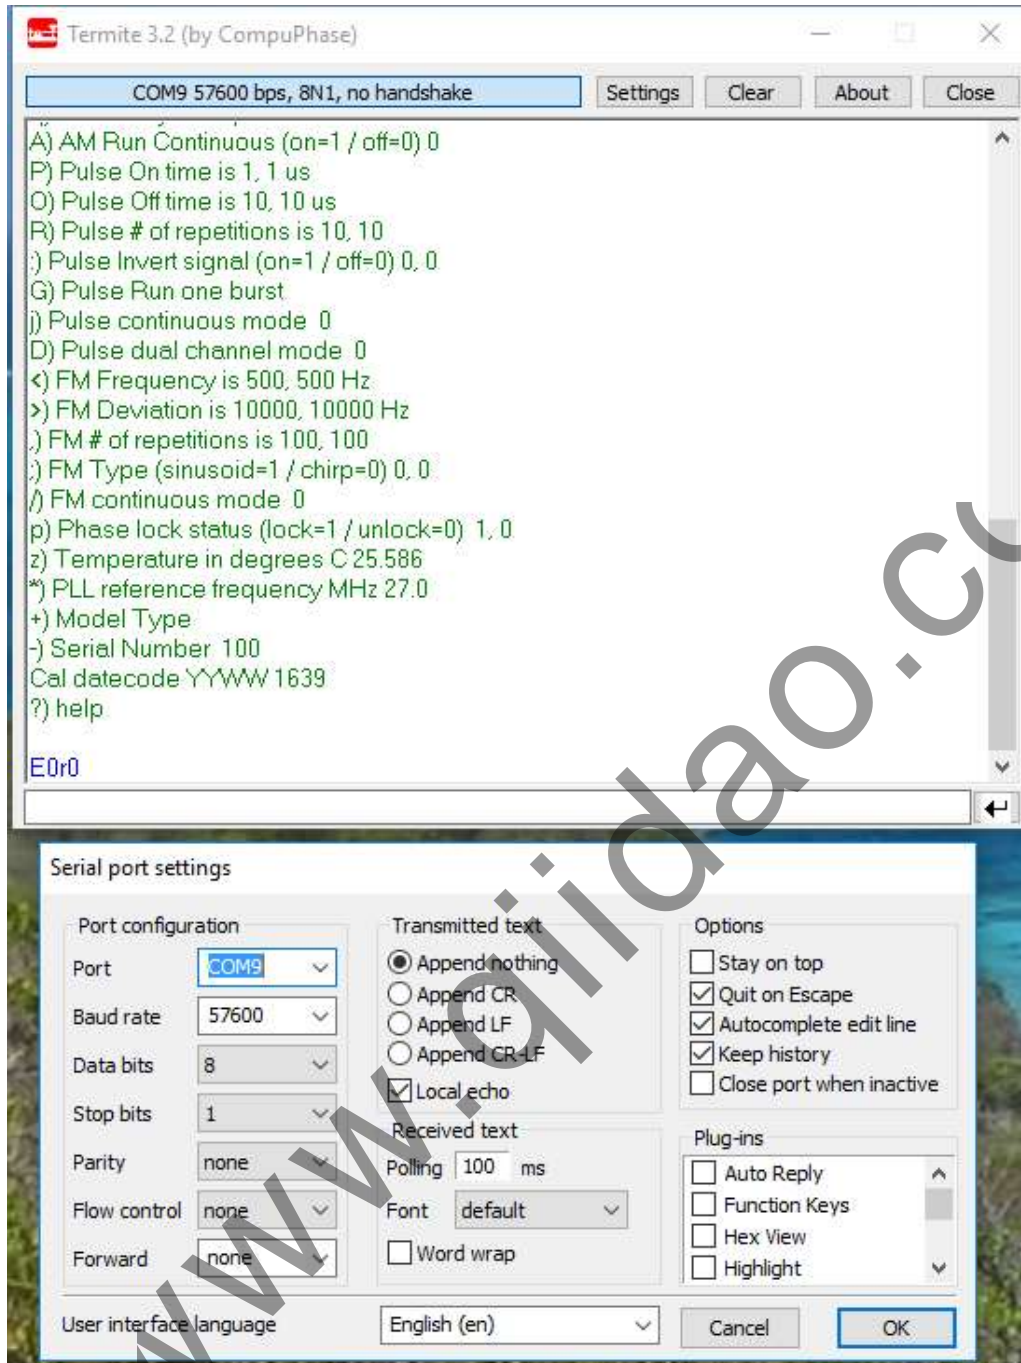 Termite 3.2 (by CompuPhase)
COM9 57600 bps, 8N1, no handshake
Settings
Clear
About
Close
A) AM Run Continuous (on=1 / off=0) 0
P) Pulse On time is 1, 1 us
O) Pulse Off time is 10, 10 us
R) Pulse # of repetitions is 10, 10
:) Pulse Invert signal (on=1 / off=0) 0, 0
G) Pulse Run one burst
j) Pulse continuous mode 0
D) Pulse dual channel mode 0
<) FM Frequency is 500, 500 Hz
>) FM Deviation is 10000, 10000 Hz
,) FM # of repetitions is 100, 100
;) FM Type (sinusoid=1 / chirp=0) 0, 0
/) FM continuous mode 0
p) Phase lock status (lock=1 / unlock=0) 1, 0
z) Temperature in degrees C 25.586
*) PLL reference frequency MHz 27.0
+) Model Type
-) Serial Number 100
Cal datecode YYWW 1639
?) help
E0r0
Serial port settings
Port configuration
Port COM9
Baud rate 57600
Data bits 8
Stop bits 1
Parity none
Flow control none
Forward none
Transmitted text
Append nothing
Append CR
Append LF
Append CR-LF
Local echo
Received text
Polling 100 ms
Font default
Word wrap
Options
Stay on top
Quit on Escape
Autocomplete edit line
Keep history
Close port when inactive
Plug-ins
Auto Reply
Function Keys
Hex View
Highlight
User interface language English (en)
Cancel
OK
www.qiidao.co